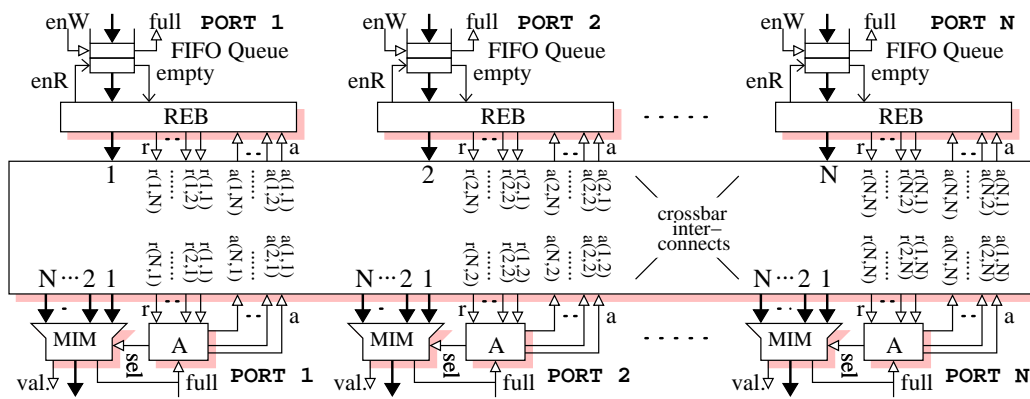 enW full PORT 1 enW full PORT 2 enW full PORT N
FIFO Queue FIFO Queue FIFO Queue
enR empty enR empty enR empty
REB REB ..... REB
r .. .. a r .. .. a r .. .. a
1 r(1,N) ..... r(1,2) r(1,1) a(1,N) ..... a(1,2) a(1,1) 2 r(2,N) ..... r(2,2) r(2,1) a(2,N) ..... a(2,2) a(2,1) N r(N,N) ..... r(N,2) r(N,1) a(N,N) ..... a(N,2) a(N,1)
crossbar
inter-
connects
r(N,1) ..... r(2,1) r(1,1) a(N,1) ..... a(2,1) a(1,1) r(N,2) ..... r(2,2) r(1,2) a(N,2) ..... a(2,2) a(1,2) r(N,N) ..... r(2,N) r(1,N) a(N,N) ..... a(2,N) a(1,N)
N ... 2 1 N ... 2 1 N ... 2 1
r .. .. a r .. .. a r .. .. a
MIM A MIM A ..... MIM A
sel sel sel
val. full PORT 1 val. full PORT 2 val. full PORT N